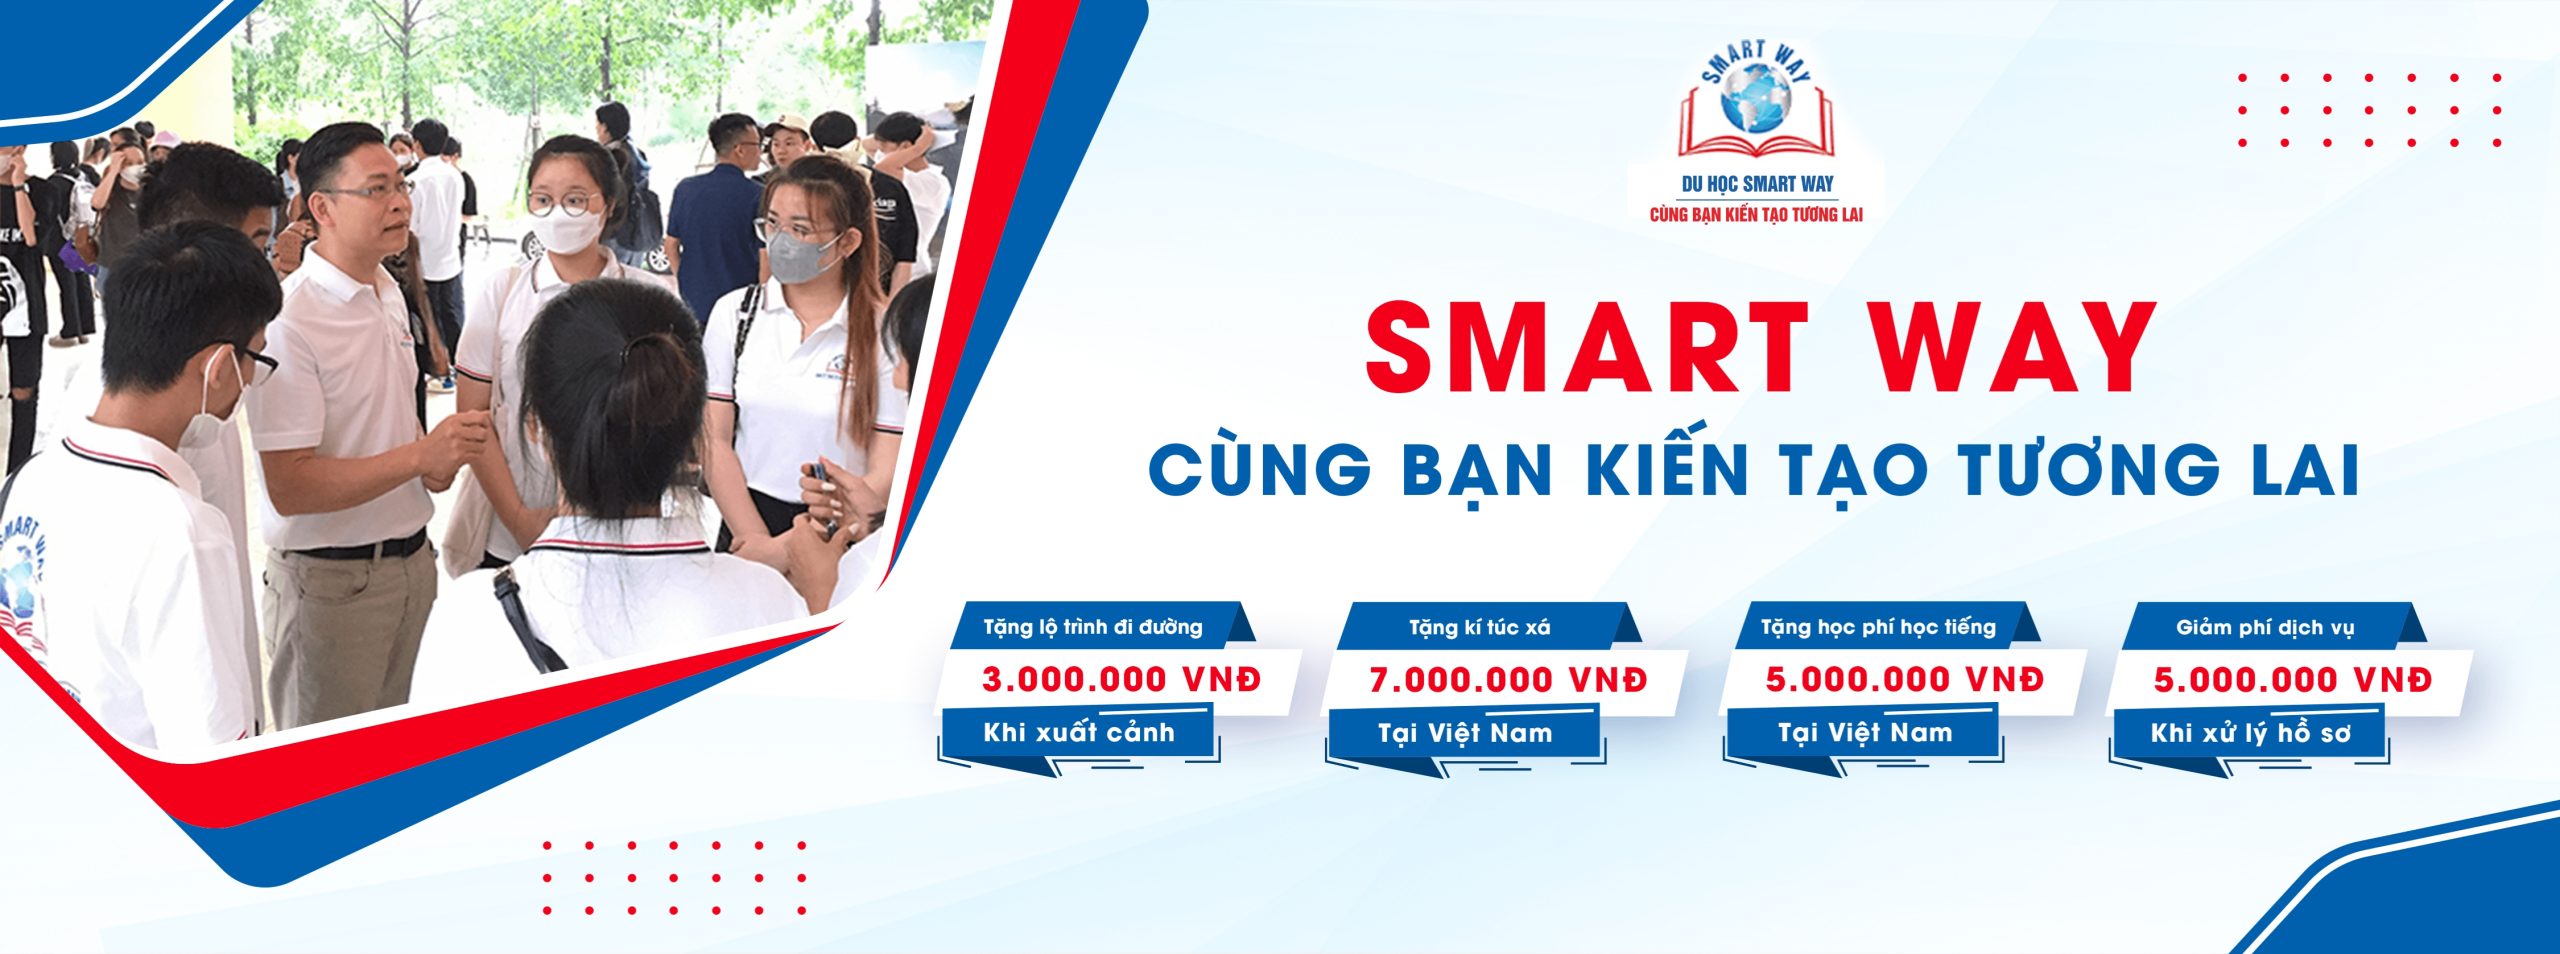 SMART WAY
DU HỌC SMART WAY
CÙNG BẠN KIẾN TẠO TƯƠNG LAI
SMART WAY
CÙNG BẠN KIẾN TẠO TƯƠNG LAI
Tặng lộ trình đi đường
3.000.000 VNĐ
Khi xuất cảnh
Tặng kí túc xá
7.000.000 VNĐ
Tại Việt Nam
Tặng học phí học tiếng
5.000.000 VNĐ
Tại Việt Nam
Giảm phí dịch vụ
5.000.000 VNĐ
Khi xử lý hồ sơ
SMART WAY